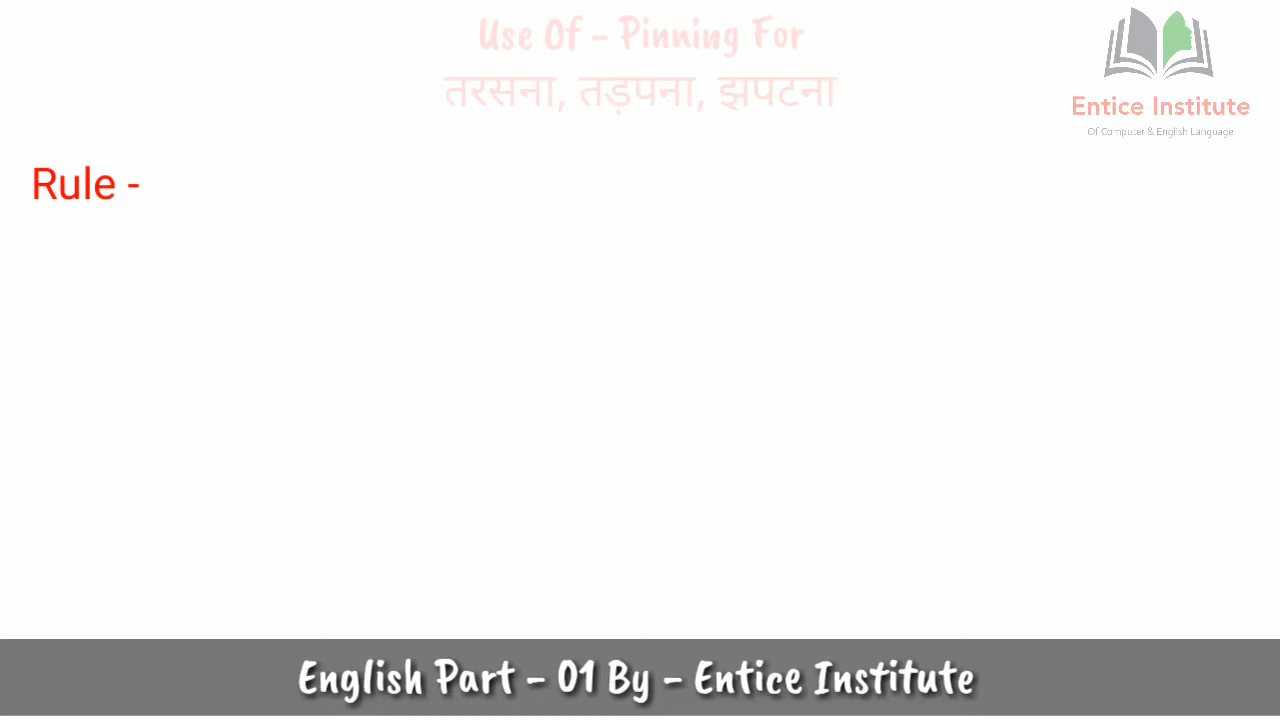 Use Of - Pinning For
तरसना, तड़पना, झपटना
Entice Institute
Of Computer & English Language
Rule -
English Part - 01 By - Entice Institute